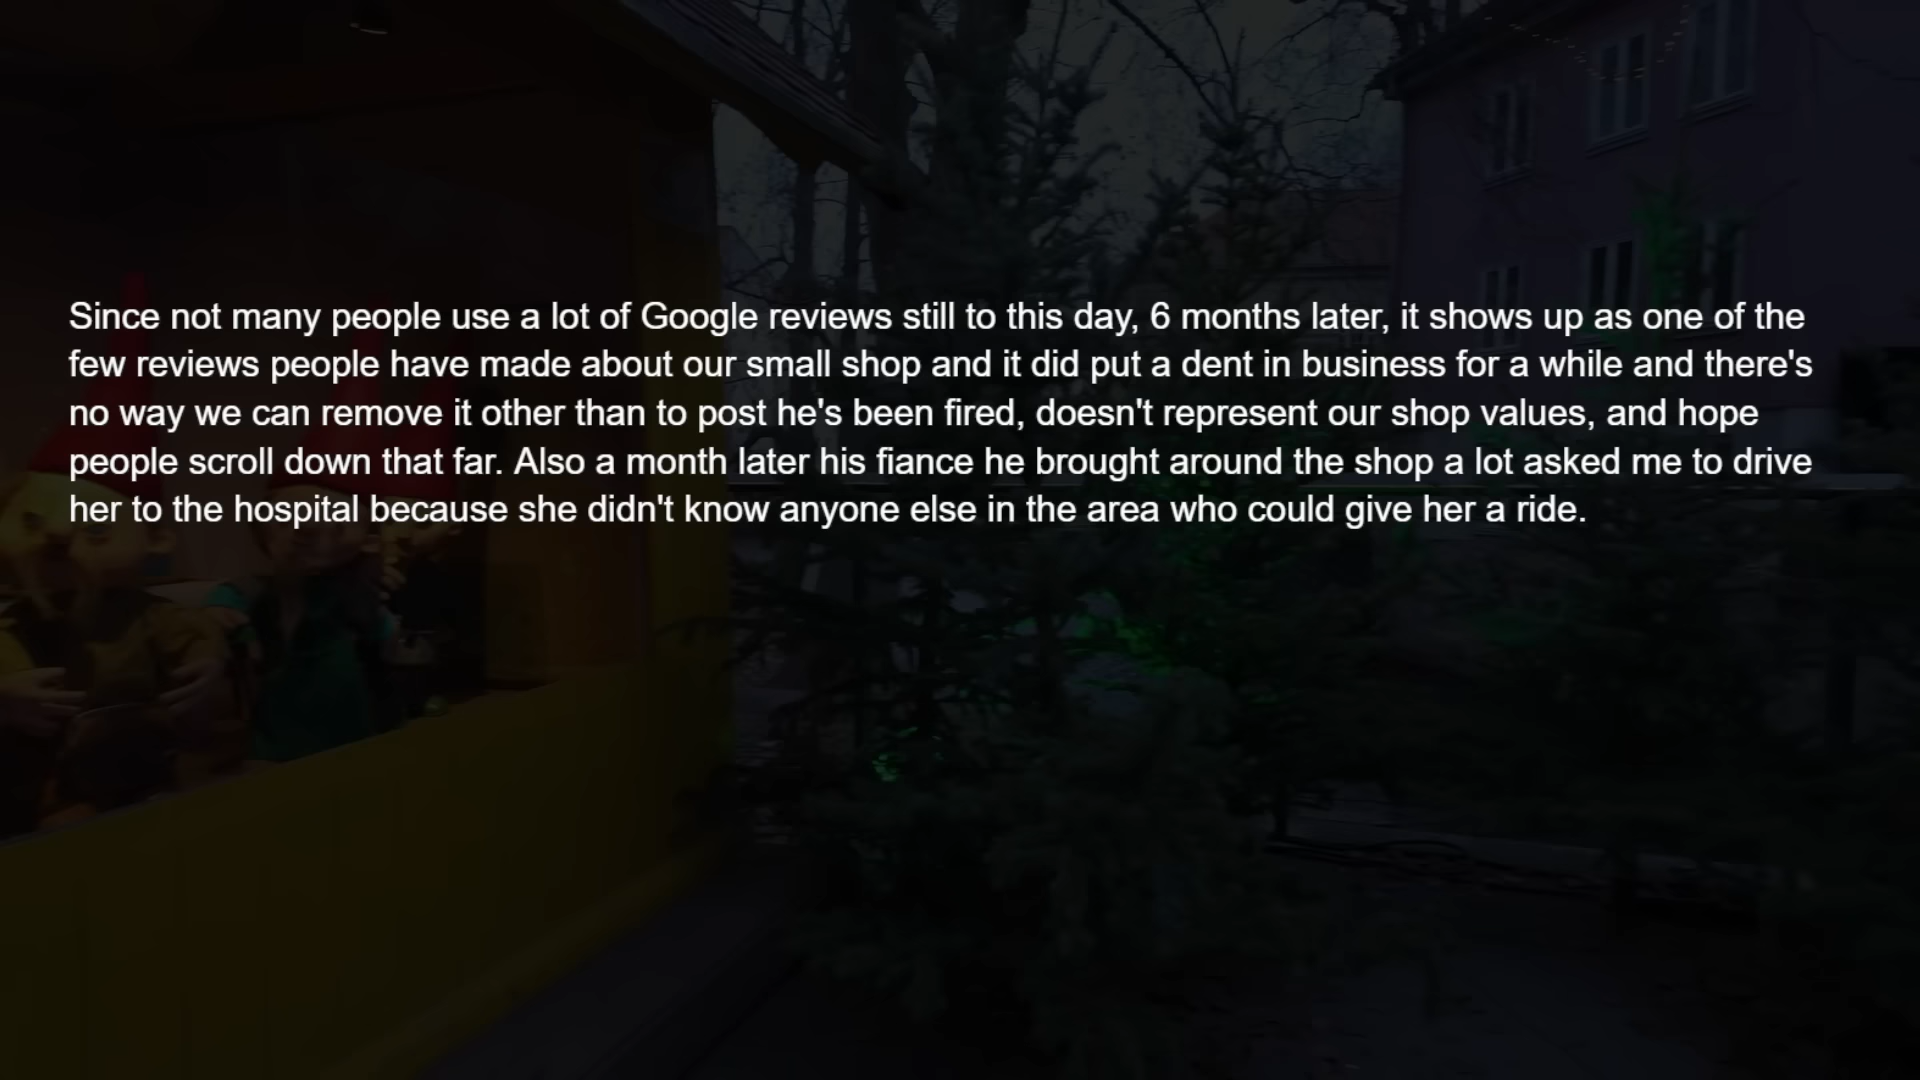 Since not many people use a lot of Google reviews still to this day, 6 months later, it shows up as one of the
few reviews people have made about our small shop and it did put a dent in business for a while and there's
no way we can remove it other than to post he's been fired, doesn't represent our shop values, and hope
people scroll down that far. Also a month later his fiance he brought around the shop a lot asked me to drive
her to the hospital because she didn't know anyone else in the area who could give her a ride.